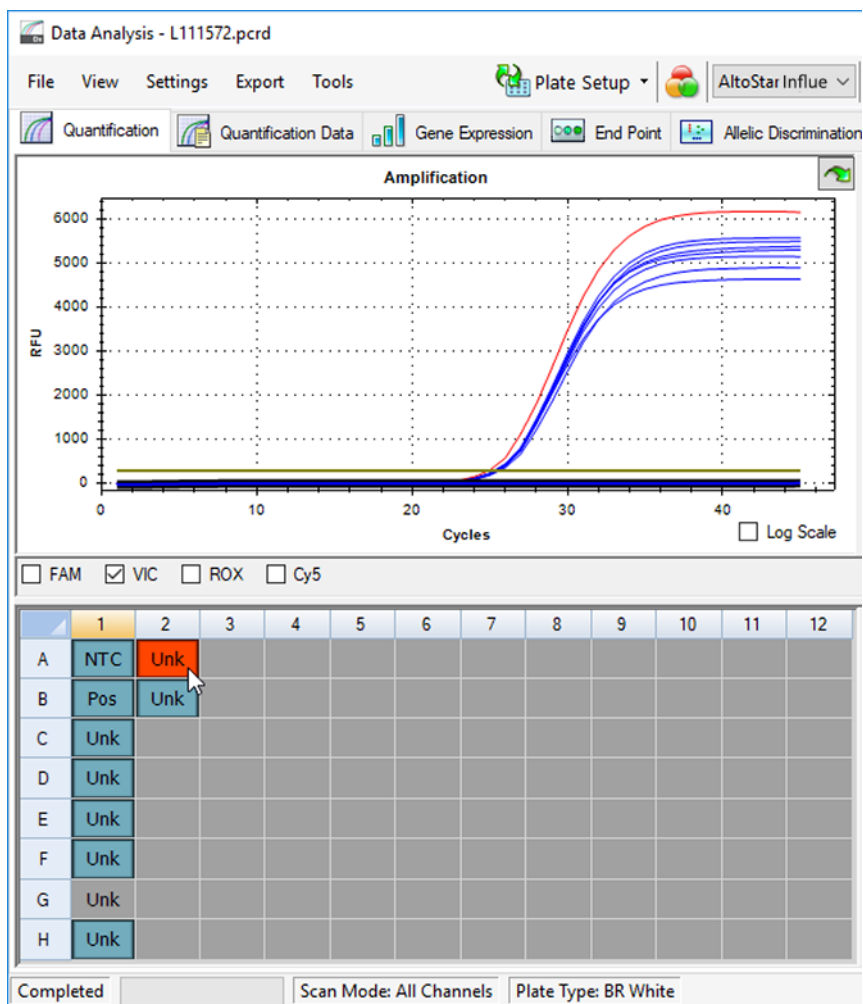 Data Analysis - L111572.pcrd
File View Settings Export Tools Plate Setup AltoStar Influe
Quantification Quantification Data Gene Expression End Point Allelic Discrimination
Amplification
6000
5000
4000
3000
2000
1000
0
RFU
0 10 20 30 40
Cycles
Log Scale
FAM VIC ROX Cy5
1 2 3 4 5 6 7 8 9 10 11 12
A NTC Unk
B Pos Unk
C Unk
D Unk
E Unk
F Unk
G Unk
H Unk
Completed Scan Mode: All Channels Plate Type: BR White